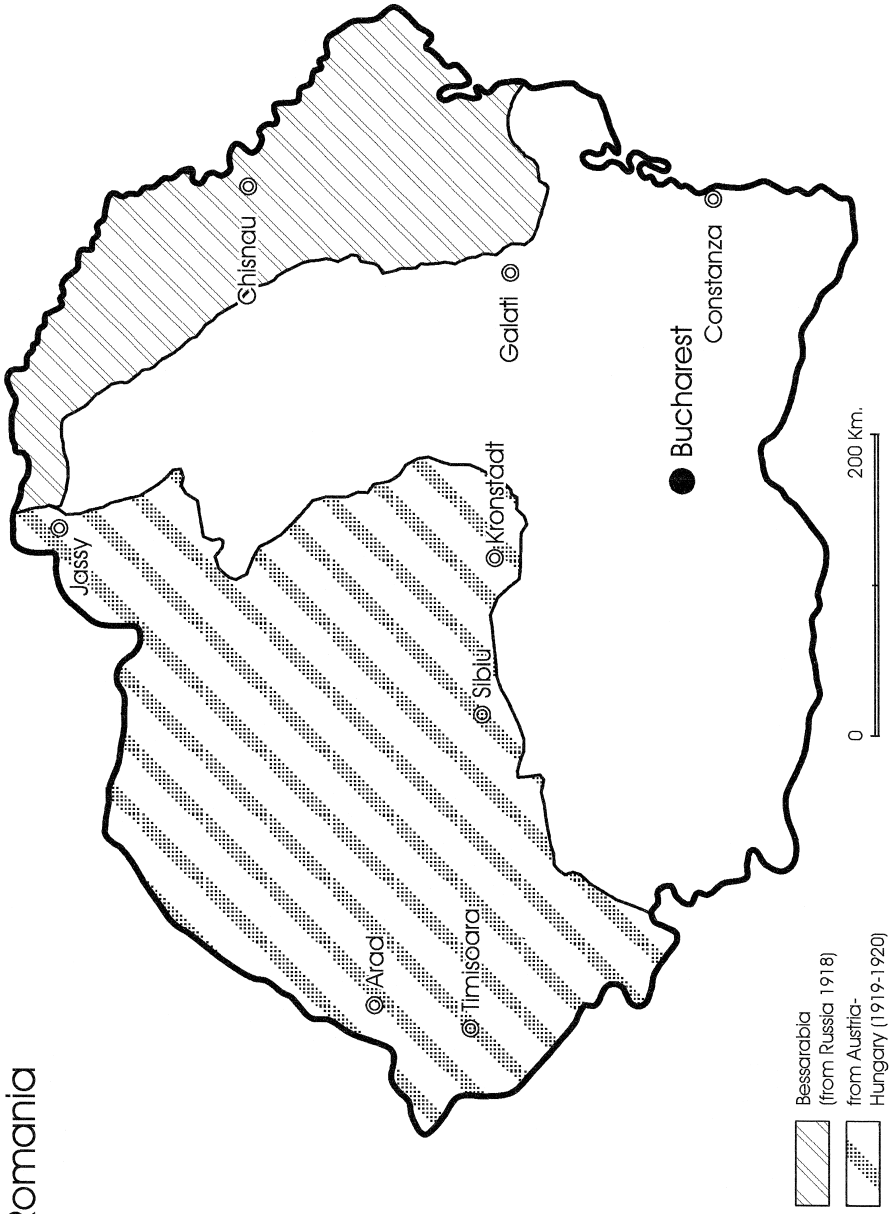 Romania
Jassy
Chisnau
Galati
Kronstadt
Sibiu
Arad
Timisoara
Bucharest
Constanza
0
200 Km.
Bessarabia
(from Russia 1918)
from Austria-
Hungary (1919-1920)